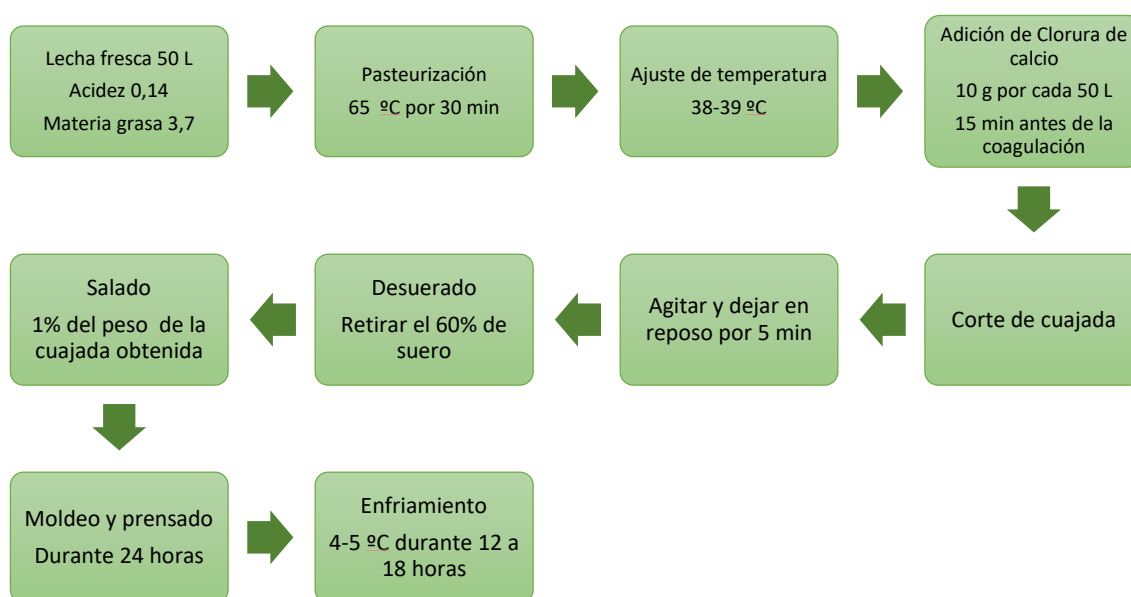 Lecha fresca 50 L
Acidez 0,14
Materia grasa 3,7
Pasteurización
65 ºC por 30 min
Ajuste de temperatura
38-39 ºC
Adición de Clorura de
calcio
10 g por cada 50 L
15 min antes de la
coagulación
Corte de cuajada
Agitar y dejar en
reposo por 5 min
Desuerado
Retirar el 60% de
suero
Salado
1% del peso de la
cuajada obtenida
Moldeo y prensado
Durante 24 horas
Enfriamiento
4-5 ºC durante 12 a
18 horas